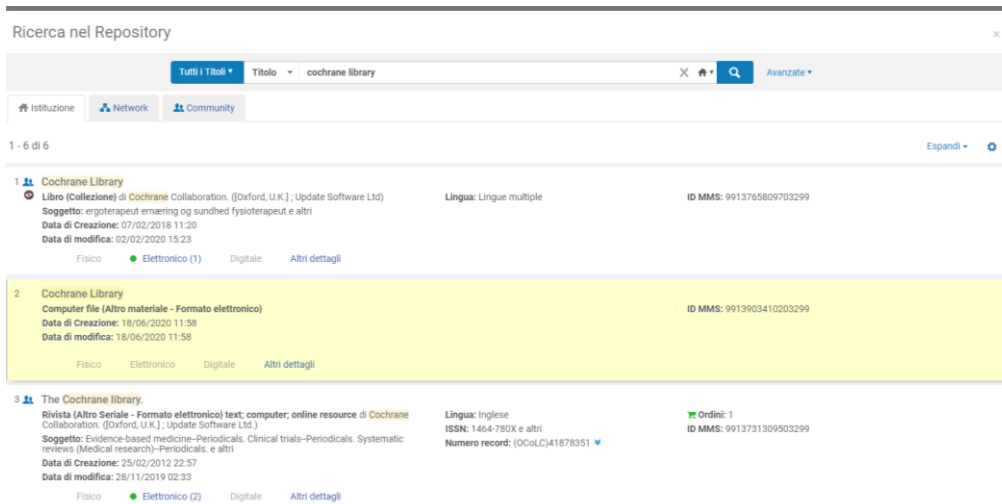 Ricerca nel Repository
Tutti i Titoli Titolo cochrane library Avanzate
Istituzione Network Community
1 - 6 di 6 Espandi
1 Cochrane Library
Libro (Collezione) di Cochrane Collaboration. ([Oxford, U.K.] ; Update Software Ltd) Lingua: Lingue multiple ID MMS: 9913765809703299
Soggetto: ergoterapeut ernæring og sundhed fysioterapeut e altri
Data di Creazione: 07/02/2018 11:20
Data di modifica: 02/02/2020 15:23
Fisico Elettronico (1) Digitale Altri dettagli
2 Cochrane Library
Computer file (Altro materiale - Formato elettronico) ID MMS: 9913903410203299
Data di Creazione: 18/06/2020 11:58
Data di modifica: 18/06/2020 11:58
Fisico Elettronico Digitale Altri dettagli
3 The Cochrane library.
Rivista (Altro Seriale - Formato elettronico) text; computer; online resource di Cochrane Lingua: Inglese Ordini: 1
Collaboration. ([Oxford, U.K.] ; Update Software Ltd.) ISSN: 1464-780X e altri ID MMS: 9913731309503299
Soggetto: Evidence-based medicine--Periodicals. Clinical trials--Periodicals. Systematic Numero record: (OCoLC)41878351
reviews (Medical research)--Periodicals. e altri
Data di Creazione: 25/02/2012 22:57
Data di modifica: 28/11/2019 02:33
Fisico Elettronico (2) Digitale Altri dettagli